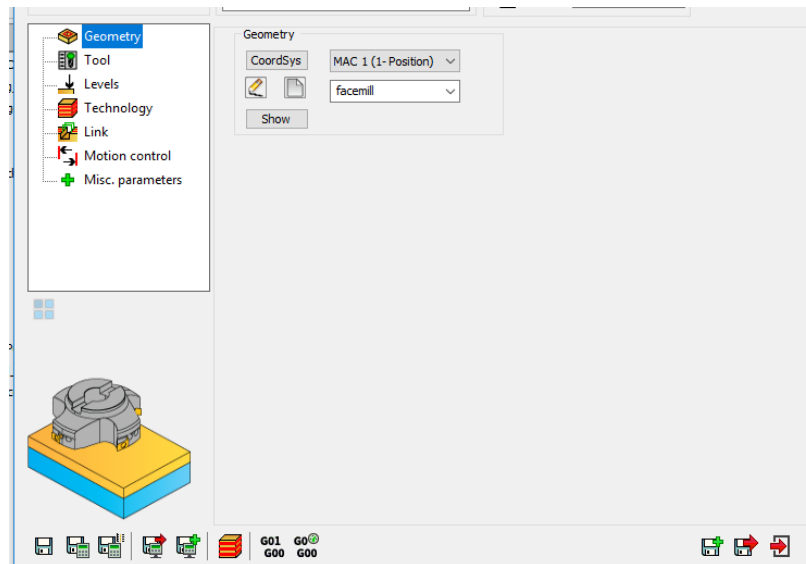 Geometry
Tool
Levels
Technology
Link
Motion control
Misc. parameters
Geometry
CoordSys MAC 1 (1- Position)
facemill
Show
G01 G00
G00 G00